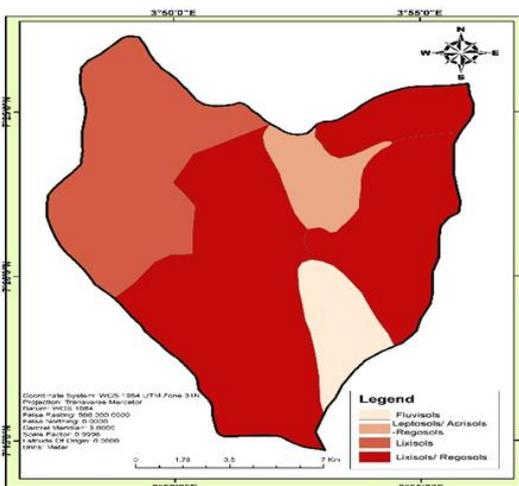 3°50'0"E 3°55'0"E
N
W E
S
Coordinate System: WGS 1984 UTM Zone 31N
Projection: Transverse Mercator
Datum: WGS 1984
False Easting: 500,000.0000
False Northing: 0.0000
Central Meridian: 3.0000
Scale Factor: 0.9996
Latitude Of Origin: 0.0000
Units: Meter
0 1.75 3.5 7 Km
Legend
Fluvisols
Leptosols/ Acrisols
-Regosols
Lixisols
Lixisols/ Regosols